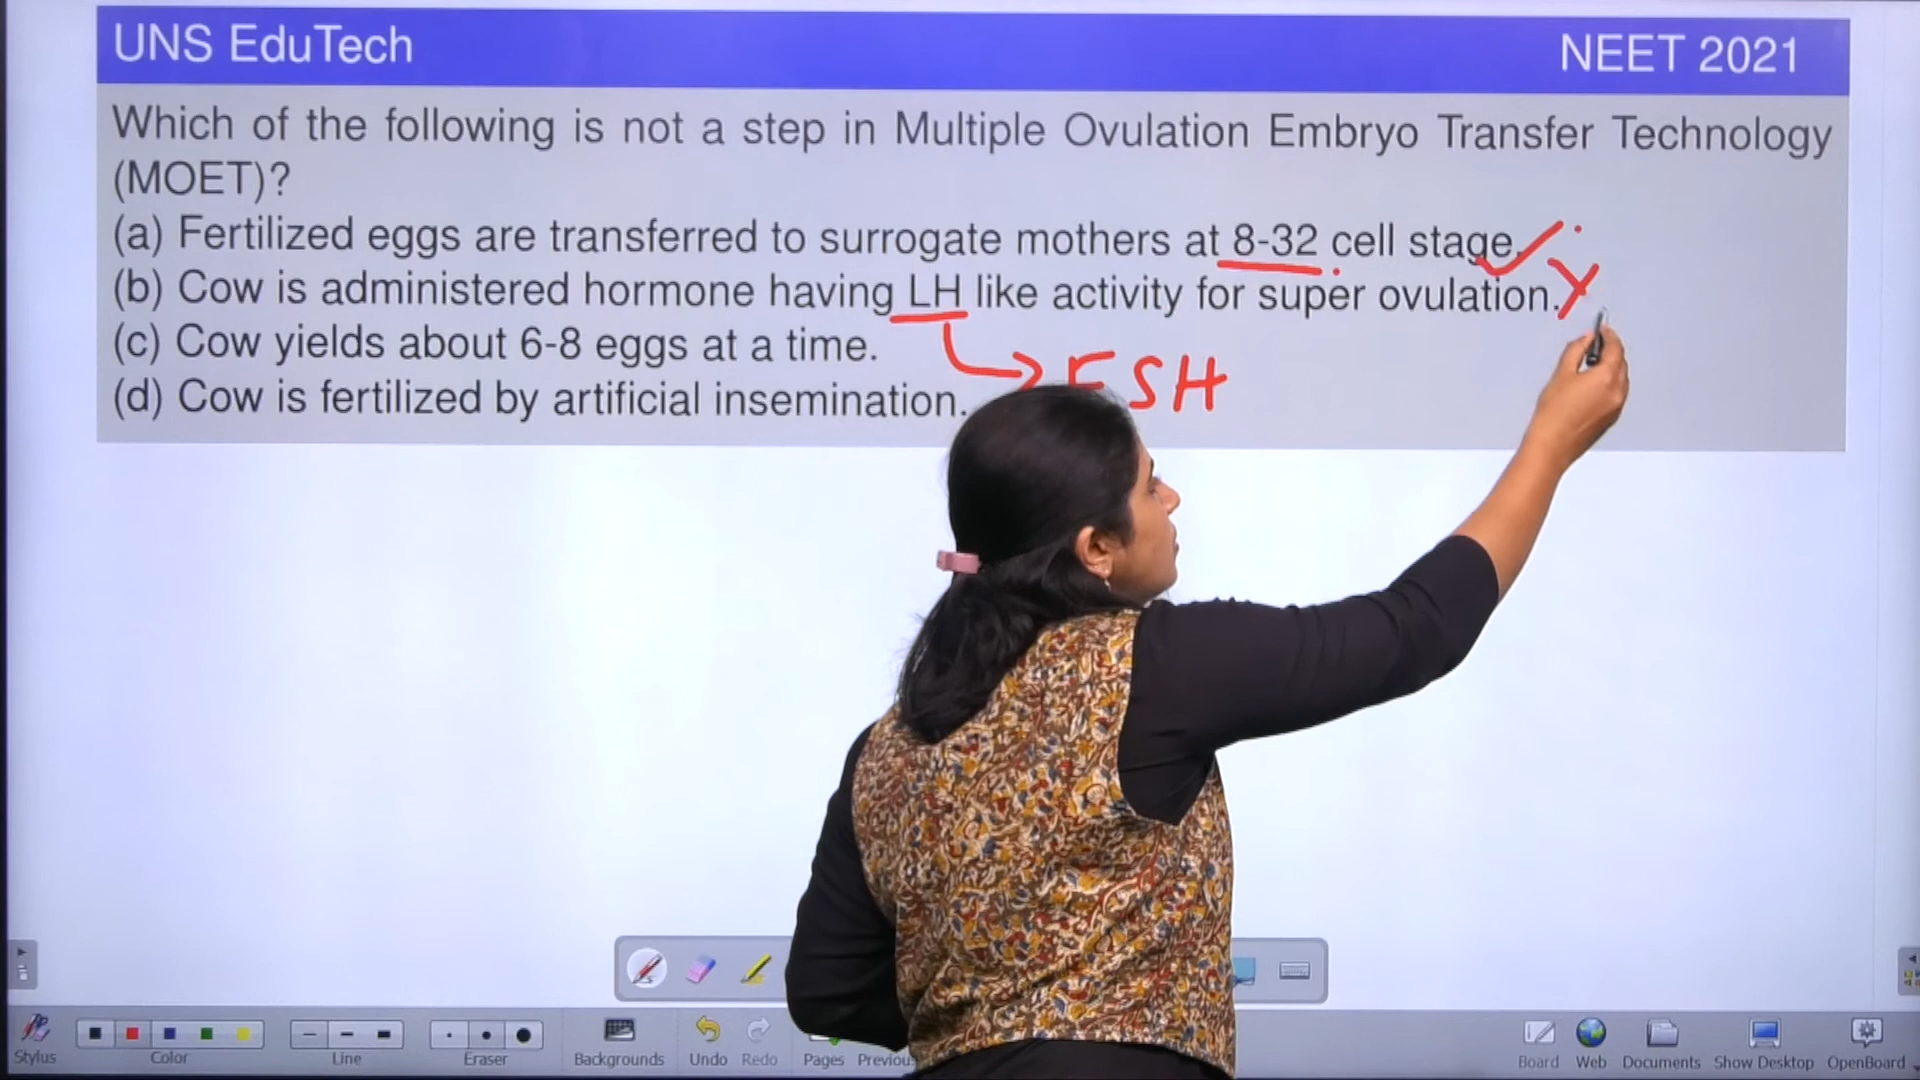 UNS EduTech NEET 2021
Which of the following is not a step in Multiple Ovulation Embryo Transfer Technology
(MOET)?
(a) Fertilized eggs are transferred to surrogate mothers at 8-32 cell stage.
(b) Cow is administered hormone having LH like activity for super ovulation.
(c) Cow yields about 6-8 eggs at a time.
FSH
(d) Cow is fertilized by artificial insemination.
Stylus Color Line Eraser Backgrounds Undo Redo Pages Board Web Documents Show Desktop OpenBoard